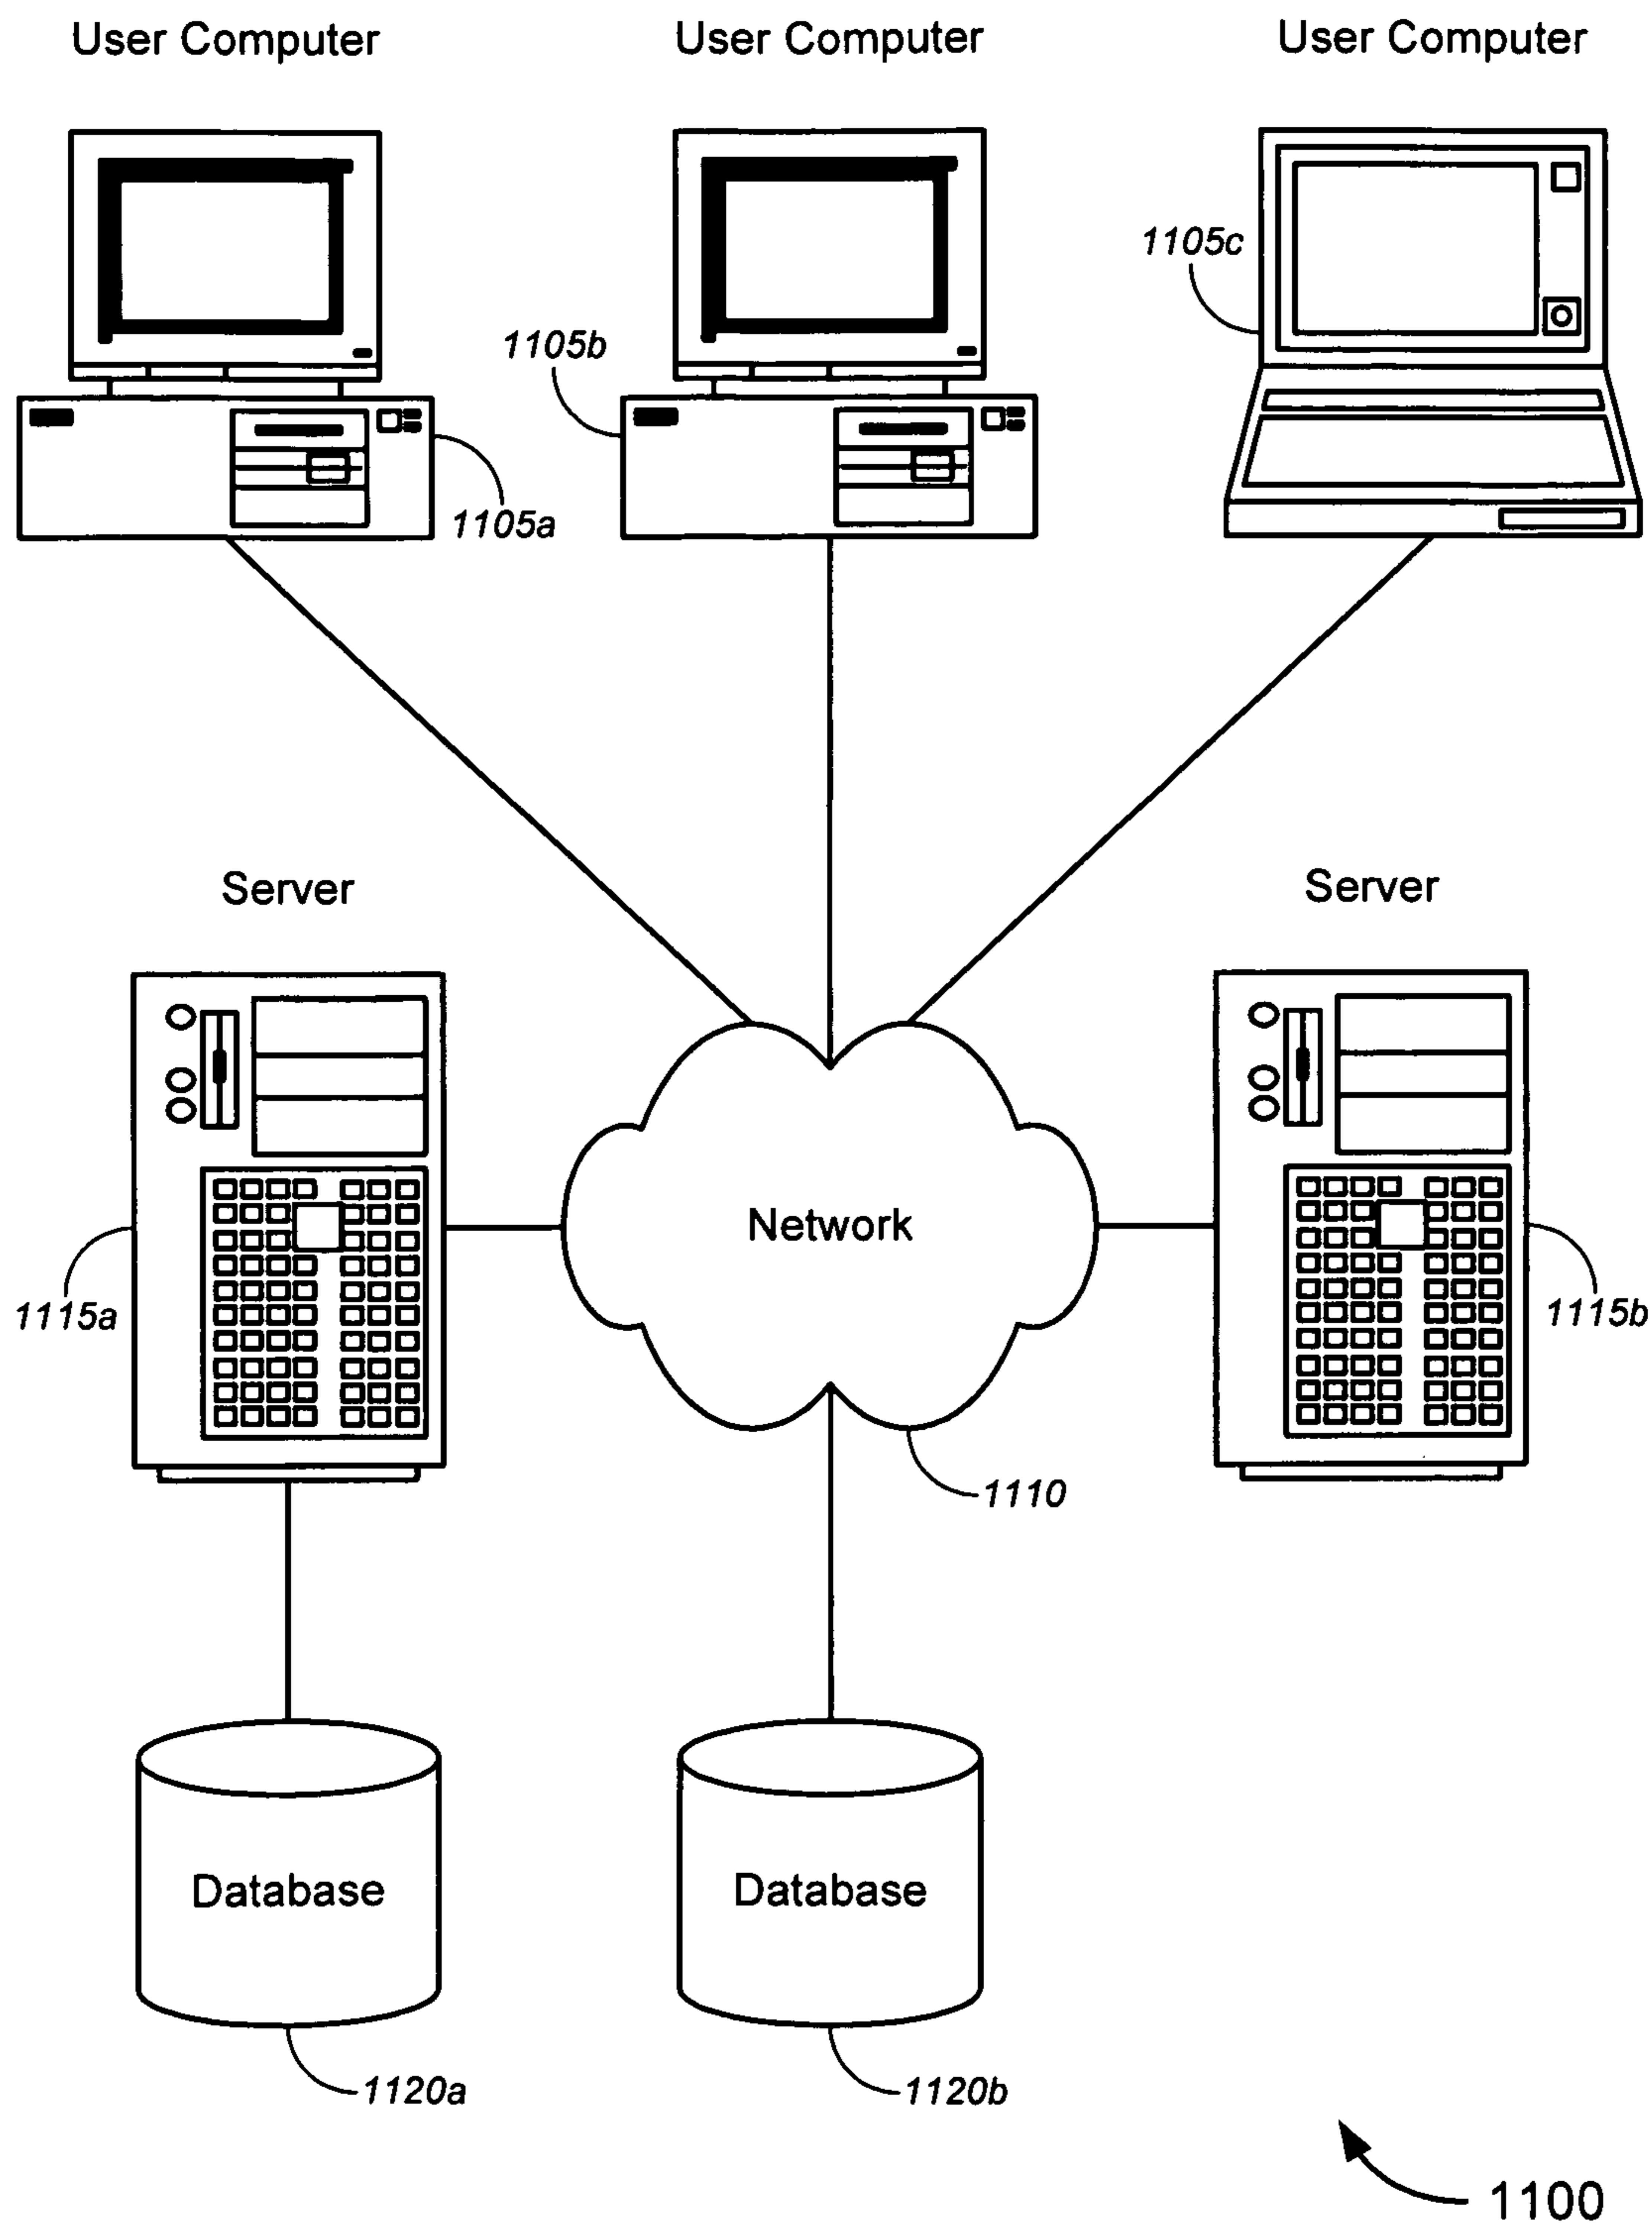 User Computer
User Computer
User Computer
1105c
1105b
1105a
Server
Server
Network
1115a
1115b
1110
Database
Database
1120a
1120b
1100